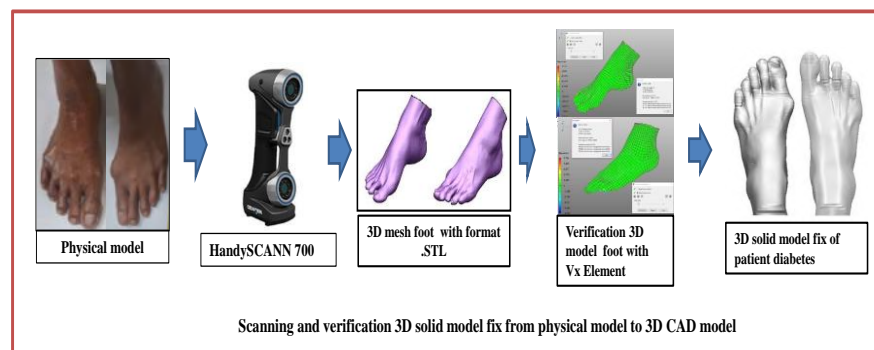 Physical model
HandySCANN 700
3D mesh foot with format
.STL
Verification 3D
model foot with
Vx Element
3D solid model fix of
patient diabetes
Scanning and verification 3D solid model fix from physical model to 3D CAD model